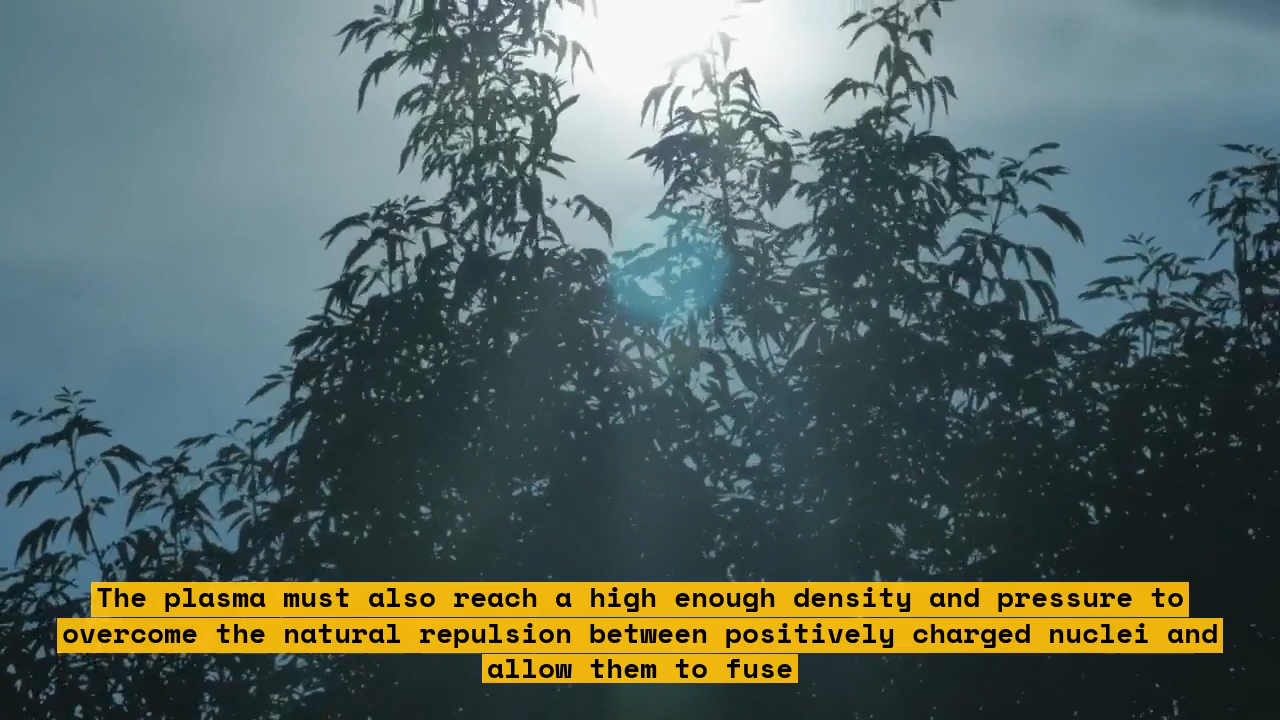 The plasma must also reach a high enough density and pressure to
overcome the natural repulsion between positively charged nuclei and
allow them to fuse